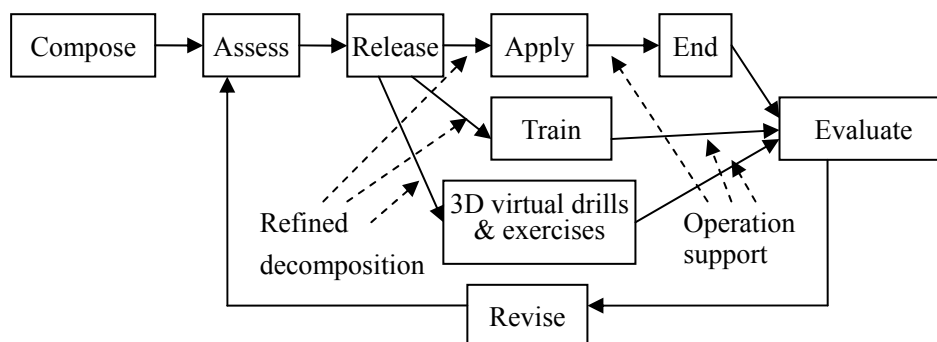 Compose
Assess
Release
Apply
End
Train
Evaluate
3D virtual drills
& exercises
Refined
decomposition
Operation
support
Revise